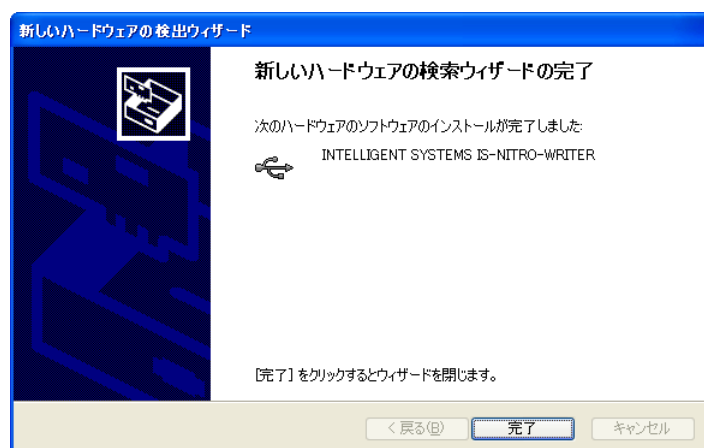 新しいハードウェアの検出ウィザード
新しいハードウェアの検索ウィザードの完了
次のハードウェアのソフトウェアのインストールが完了しました:
INTELLIGENT SYSTEMS IS-NITRO-WRITER
[完了] をクリックするとウィザードを閉じます。
< 戻る(B) 完了 キャンセル